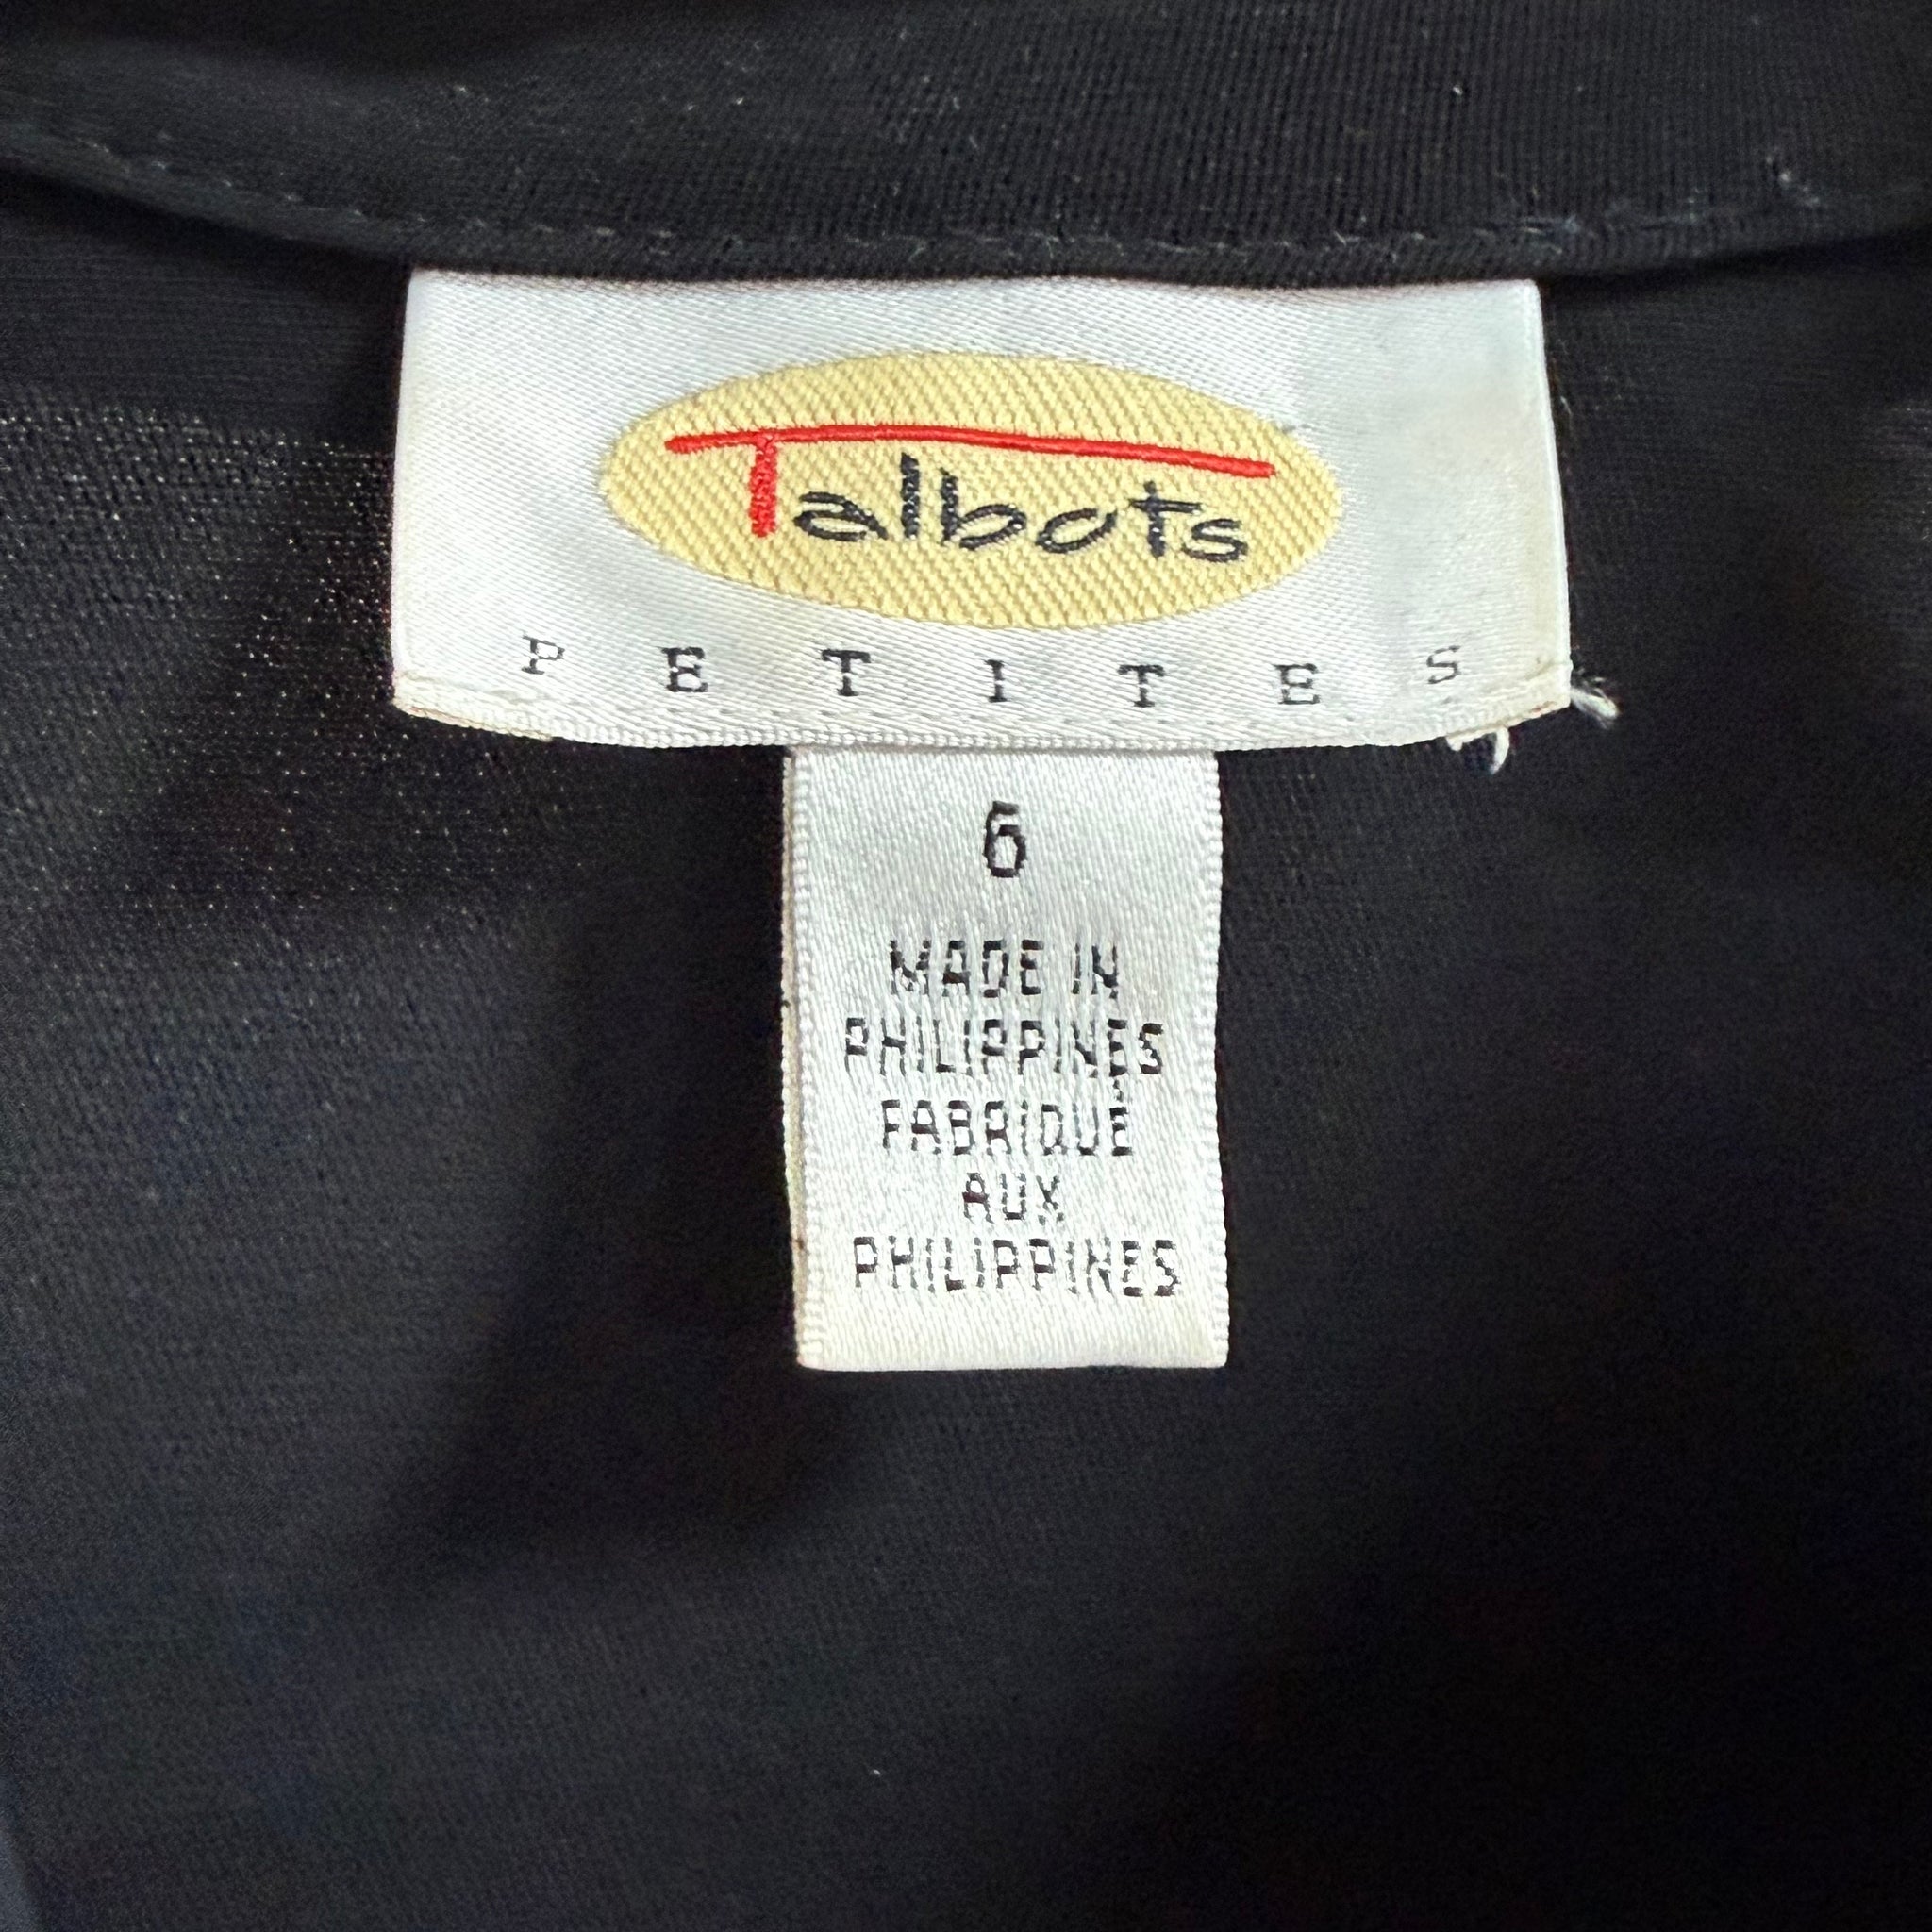 Talbots
PETITES
6
MADE IN
PHILIPPINES
FABRIQUE
AUX
PHILIPPINES